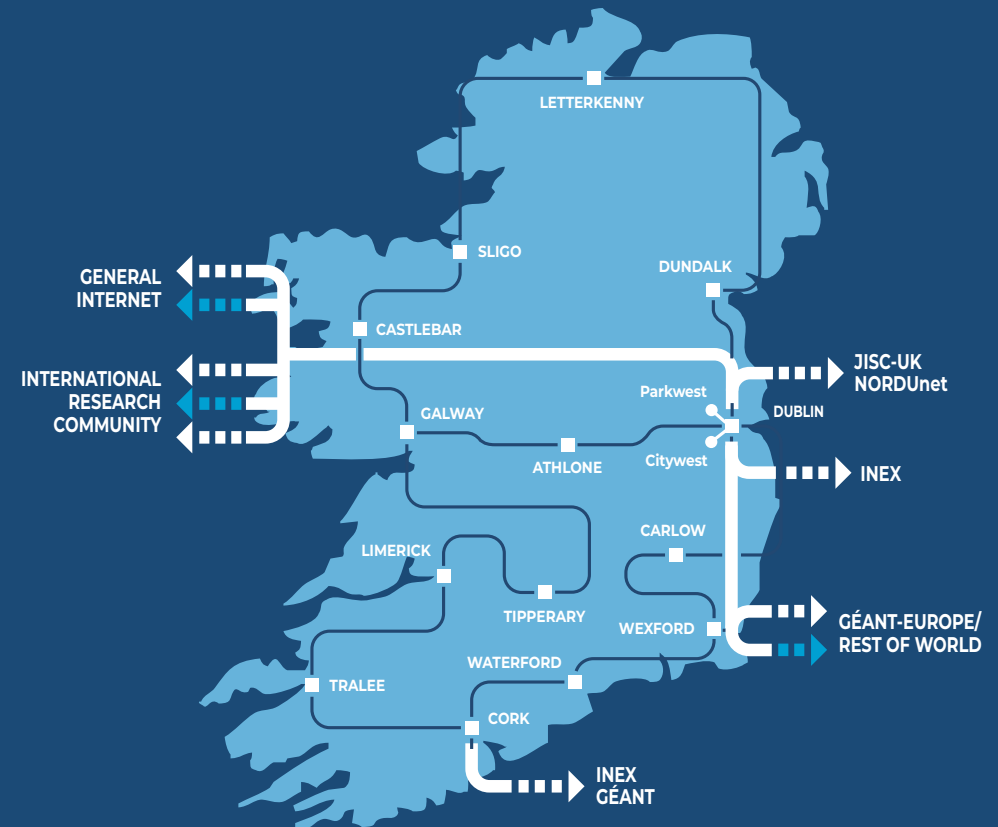 LETTERKENNY
SLIGO
DUNDALK
GENERAL
INTERNET
CASTLEBAR
JISC-UK
NORDUnet
INTERNATIONAL
RESEARCH
COMMUNITY
Parkwest
DUBLIN
GALWAY
Citywest
ATHLONE
INEX
CARLOW
LIMERICK
TIPPERARY
WEXFORD
GÉANT-EUROPE/
REST OF WORLD
WATERFORD
TRALEE
CORK
INEX
GÉANT